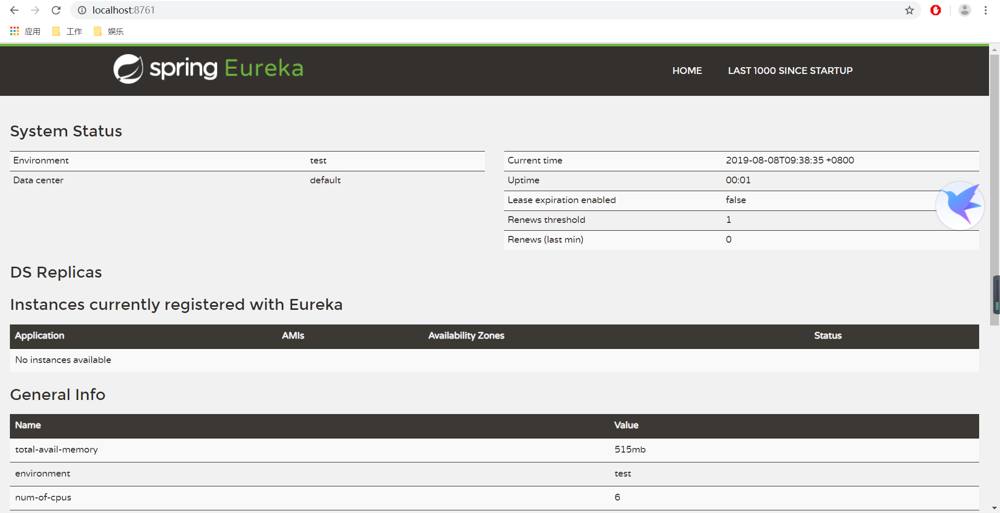 localhost:8761
应用 工作 娱乐
spring Eureka
HOME LAST 1000 SINCE STARTUP
System Status
Environment test
Data center default
Current time 2019-08-08T09:38:35 +0800
Uptime 00:01
Lease expiration enabled false
Renews threshold 1
Renews (last min) 0
DS Replicas
Instances currently registered with Eureka
Application AMIs Availability Zones Status
No instances available
General Info
Name Value
total-avail-memory 515mb
environment test
num-of-cpus 6